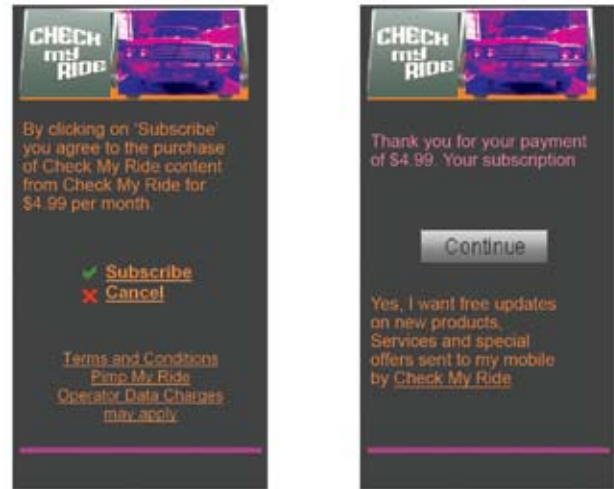 CHECK
my
RIDE
By clicking on 'Subscribe'
you agree to the purchase
of Check My Ride content
from Check My Ride for
$4.99 per month.
Subscribe
Cancel
Terms and Conditions
Pimp My Ride
Operator Data Charges
may apply
CHECK
my
RIDE
Thank you for your payment
of $4.99. Your subscription
Continue
Yes, I want free updates
on new products,
Services and special
offers sent to my mobile
by Check My Ride